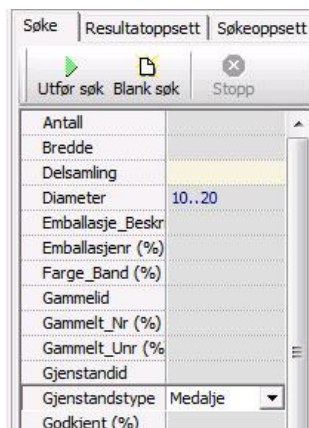 Søke Resultatoppsett Søkeoppsett
Utfør søk Blank søk Stopp
Antall
Bredde
Delsamling
Diameter 10..20
Emballasje_Beskr
Emballasjenr (%)
Farge_Band (%)
Gammelid
Gammelt_Nr (%)
Gammelt_Unr (%
Gjenstandid
Gjenstandstype Medalje
Godkjent (%)